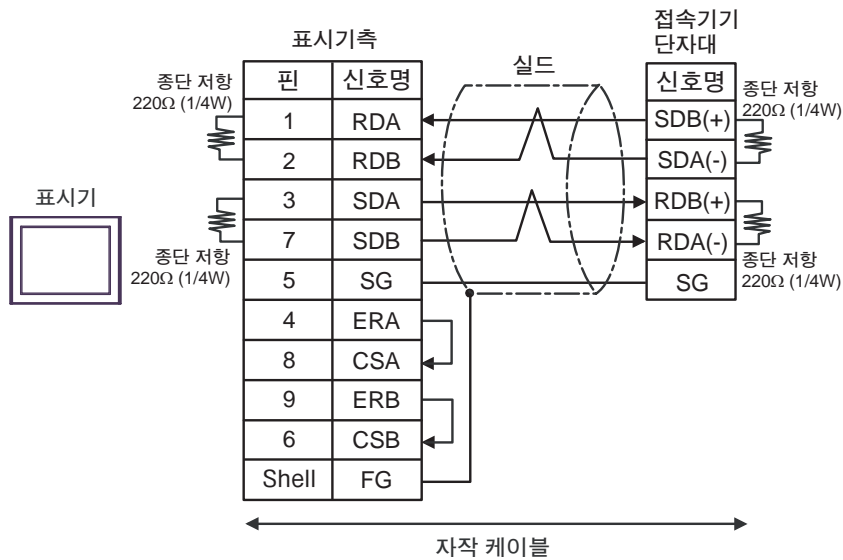 표시기측
접속기기
단자대
실드
종단 저항
220Ω (1/4W)
핀 신호명
1 RDA
2 RDB
3 SDA
7 SDB
5 SG
4 ERA
8 CSA
9 ERB
6 CSB
Shell FG
종단 저항
220Ω (1/4W)
표시기
신호명
SDB(+)
SDA(-)
RDB(+)
RDA(-)
SG
종단 저항
220Ω (1/4W)
종단 저항
220Ω (1/4W)
자작 케이블